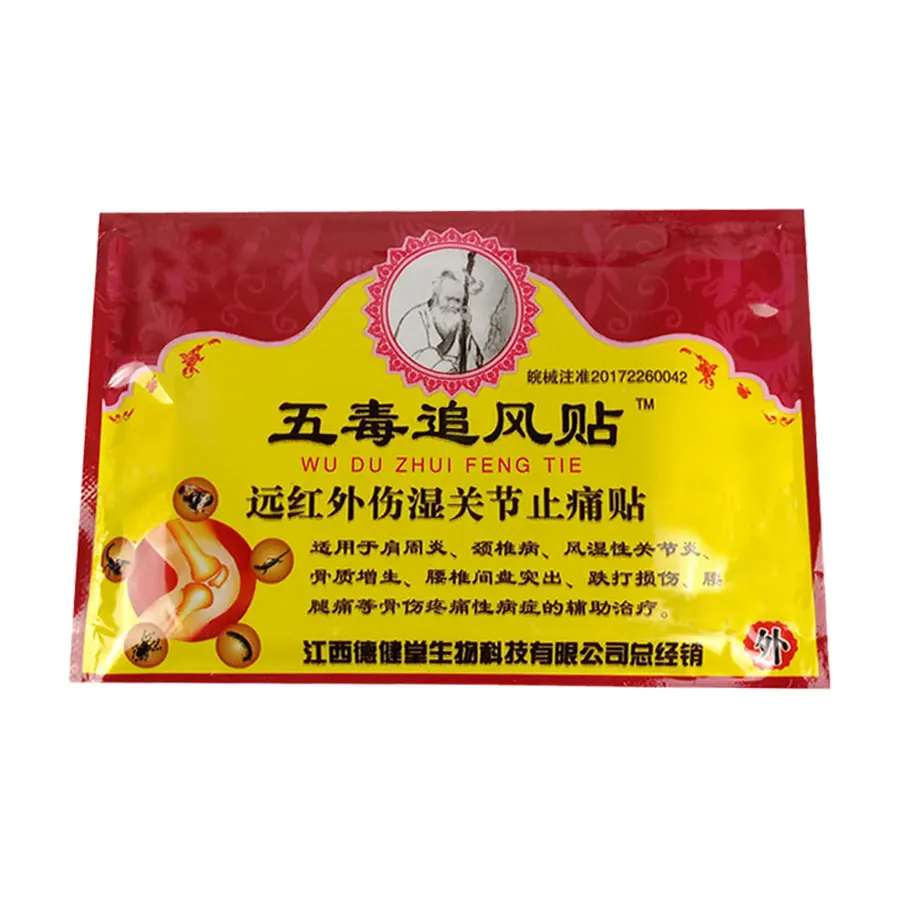 皖械注准20172260042
五毒追风贴™
WU DU ZHUI FENG TIE
远红外伤湿关节止痛贴
适用于肩周炎、颈椎病、风湿性关节炎、
骨质增生、腰椎间盘突出、跌打损伤、腰
腿痛等骨伤疼痛性病症的辅助治疗。
江西德健堂生物科技有限公司总经销
外